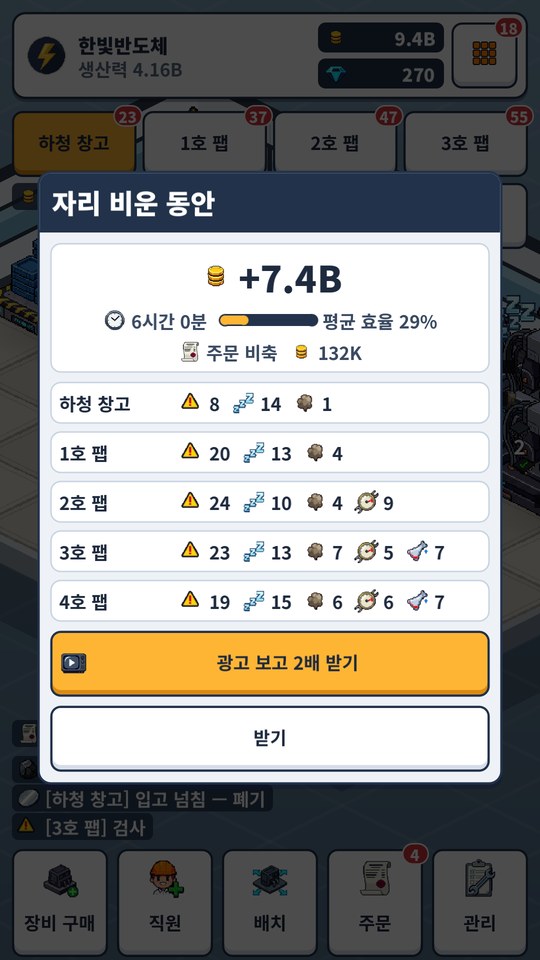 한빛반도체
생산력 4.16B
9.4B
270
18
하청 창고
23
1호 팹
37
2호 팹
47
3호 팹
55
자리 비운 동안
+7.4B
6시간 0분 평균 효율 29%
주문 비축 132K
하청 창고 8 14 1
1호 팹 20 13 4
2호 팹 24 10 4 9
3호 팹 23 13 7 5 7
4호 팹 19 15 6 6 7
광고 보고 2배 받기
받기
2
[하청 창고] 입고 넘침 — 폐기
[3호 팹] 검사
장비 구매
직원
배치
주문
4
관리